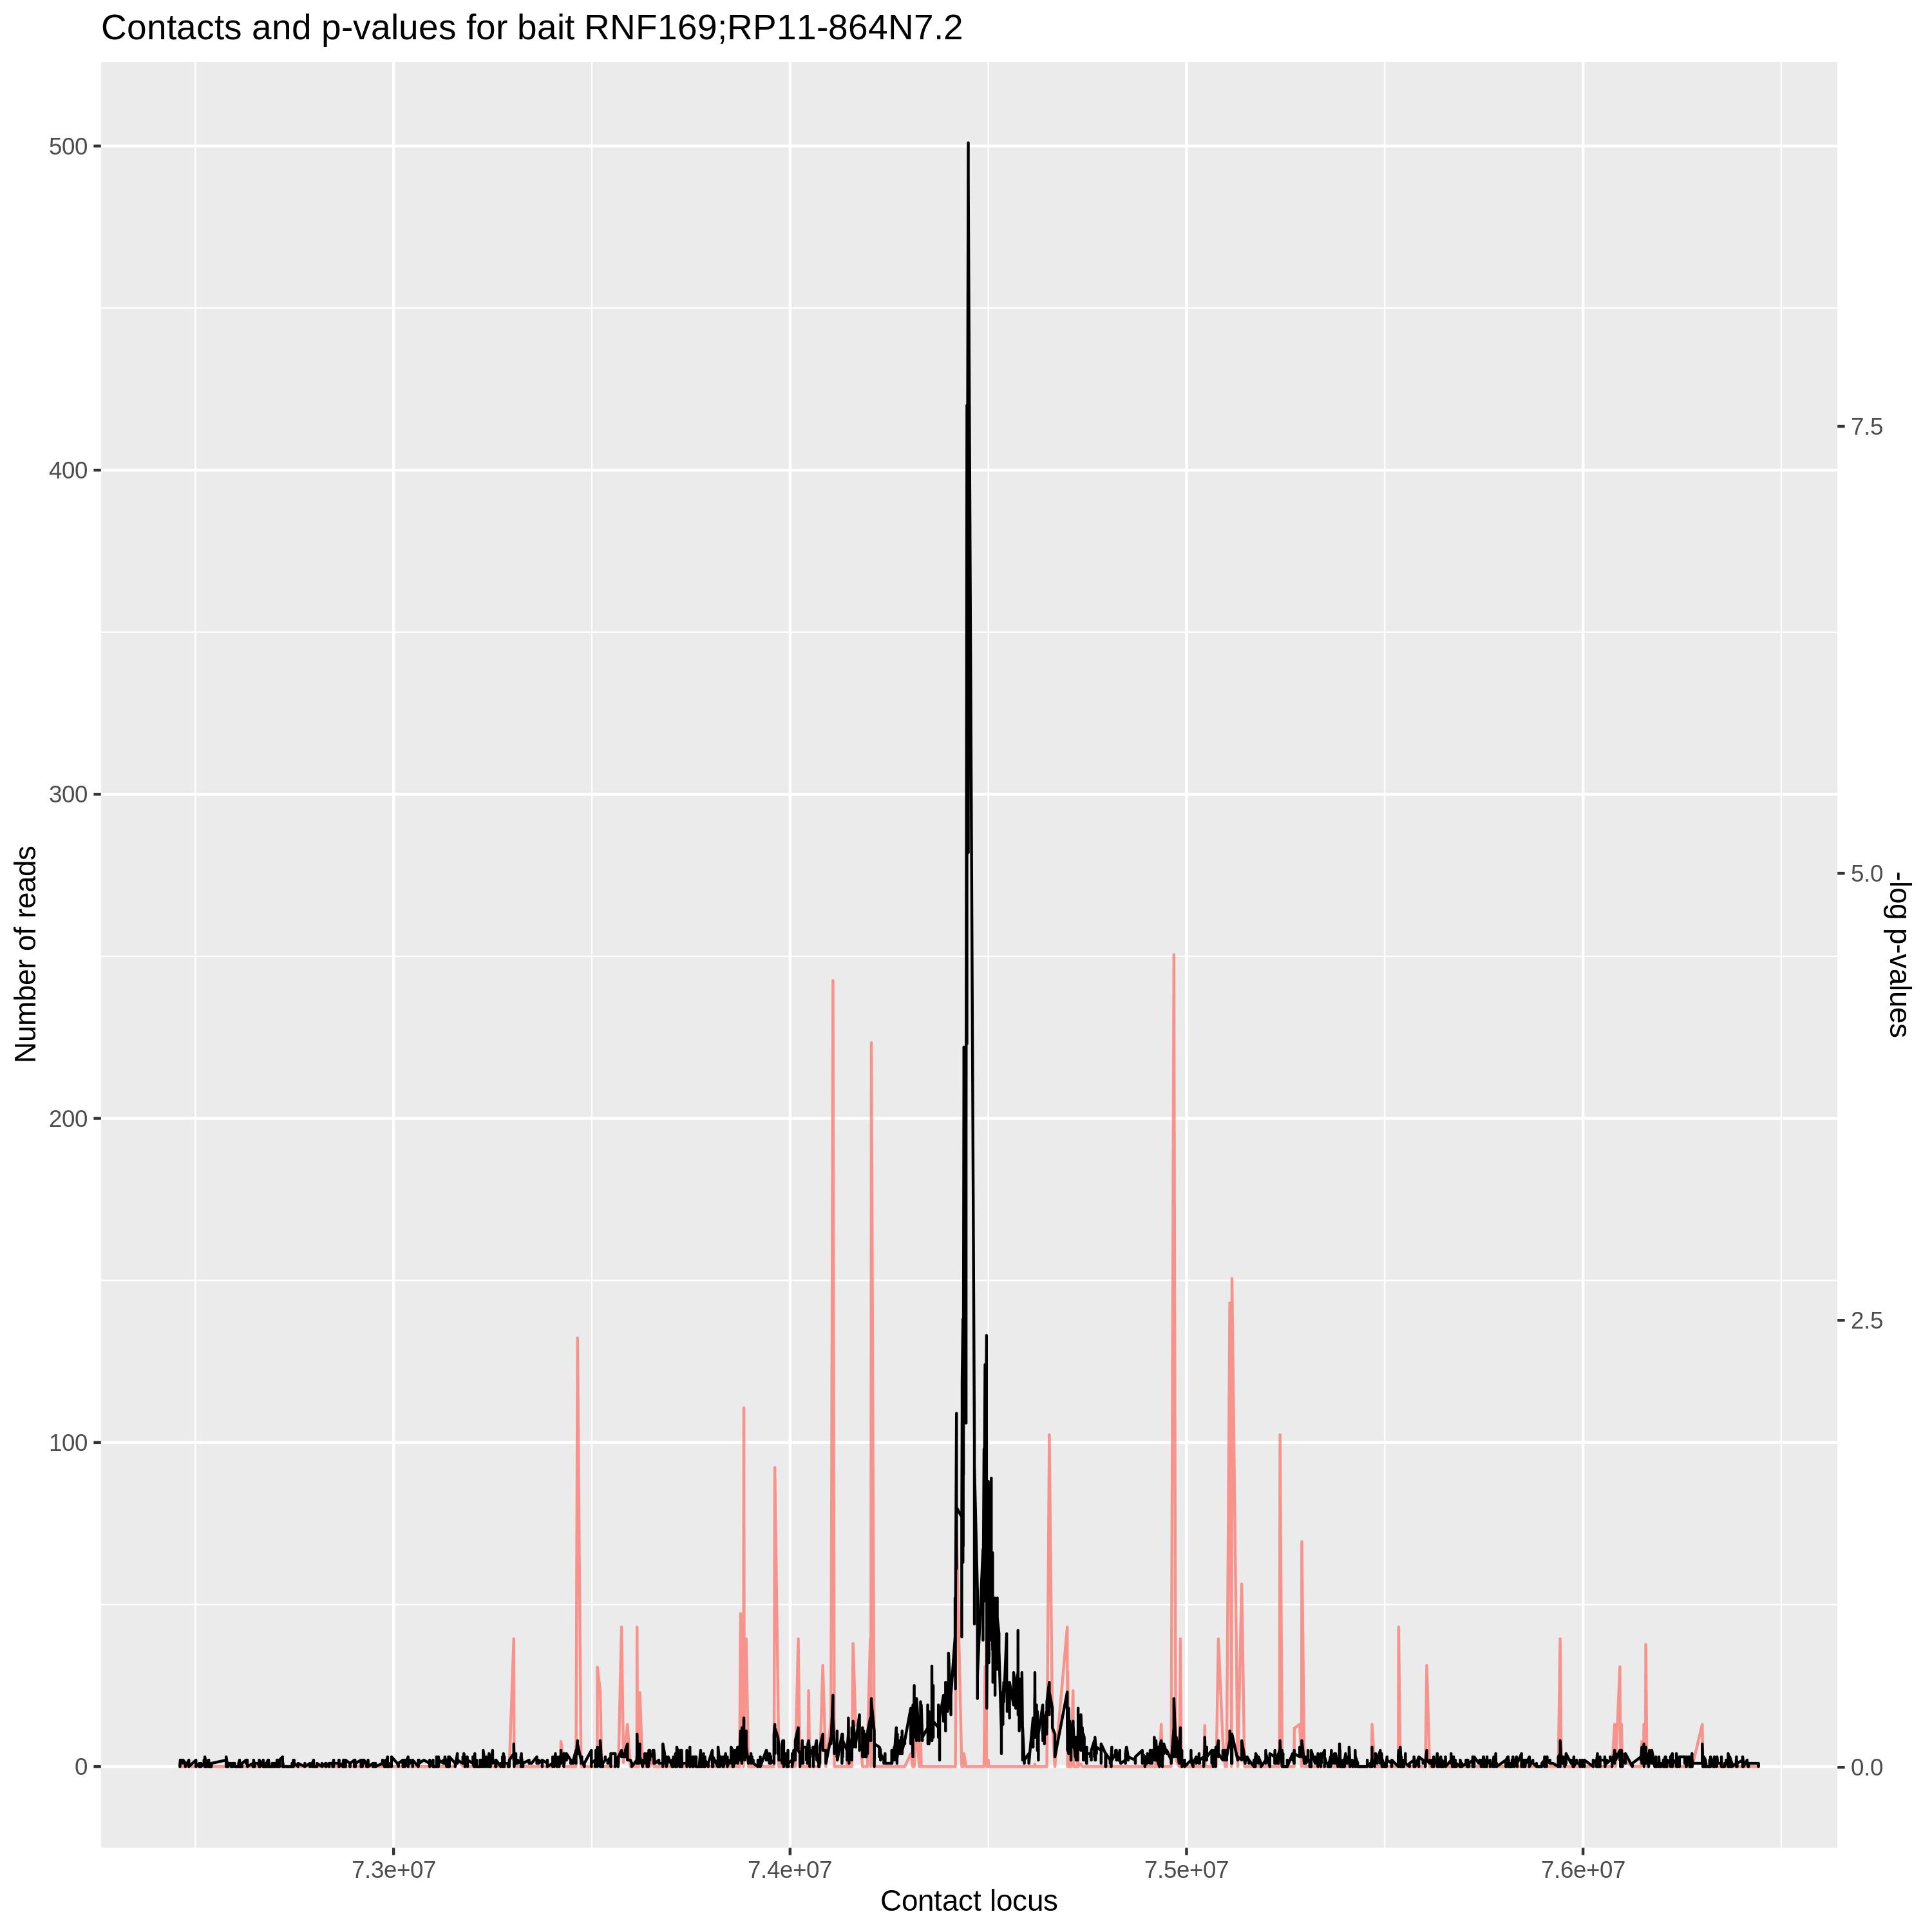 Contacts and p-values for bait RNF169;RP11-864N7.2
500
400
300
200
100
0
Number of reads
7.5
5.0
2.5
0.0
-log p-values
7.3e+07 7.4e+07 7.5e+07 7.6e+07
Contact locus